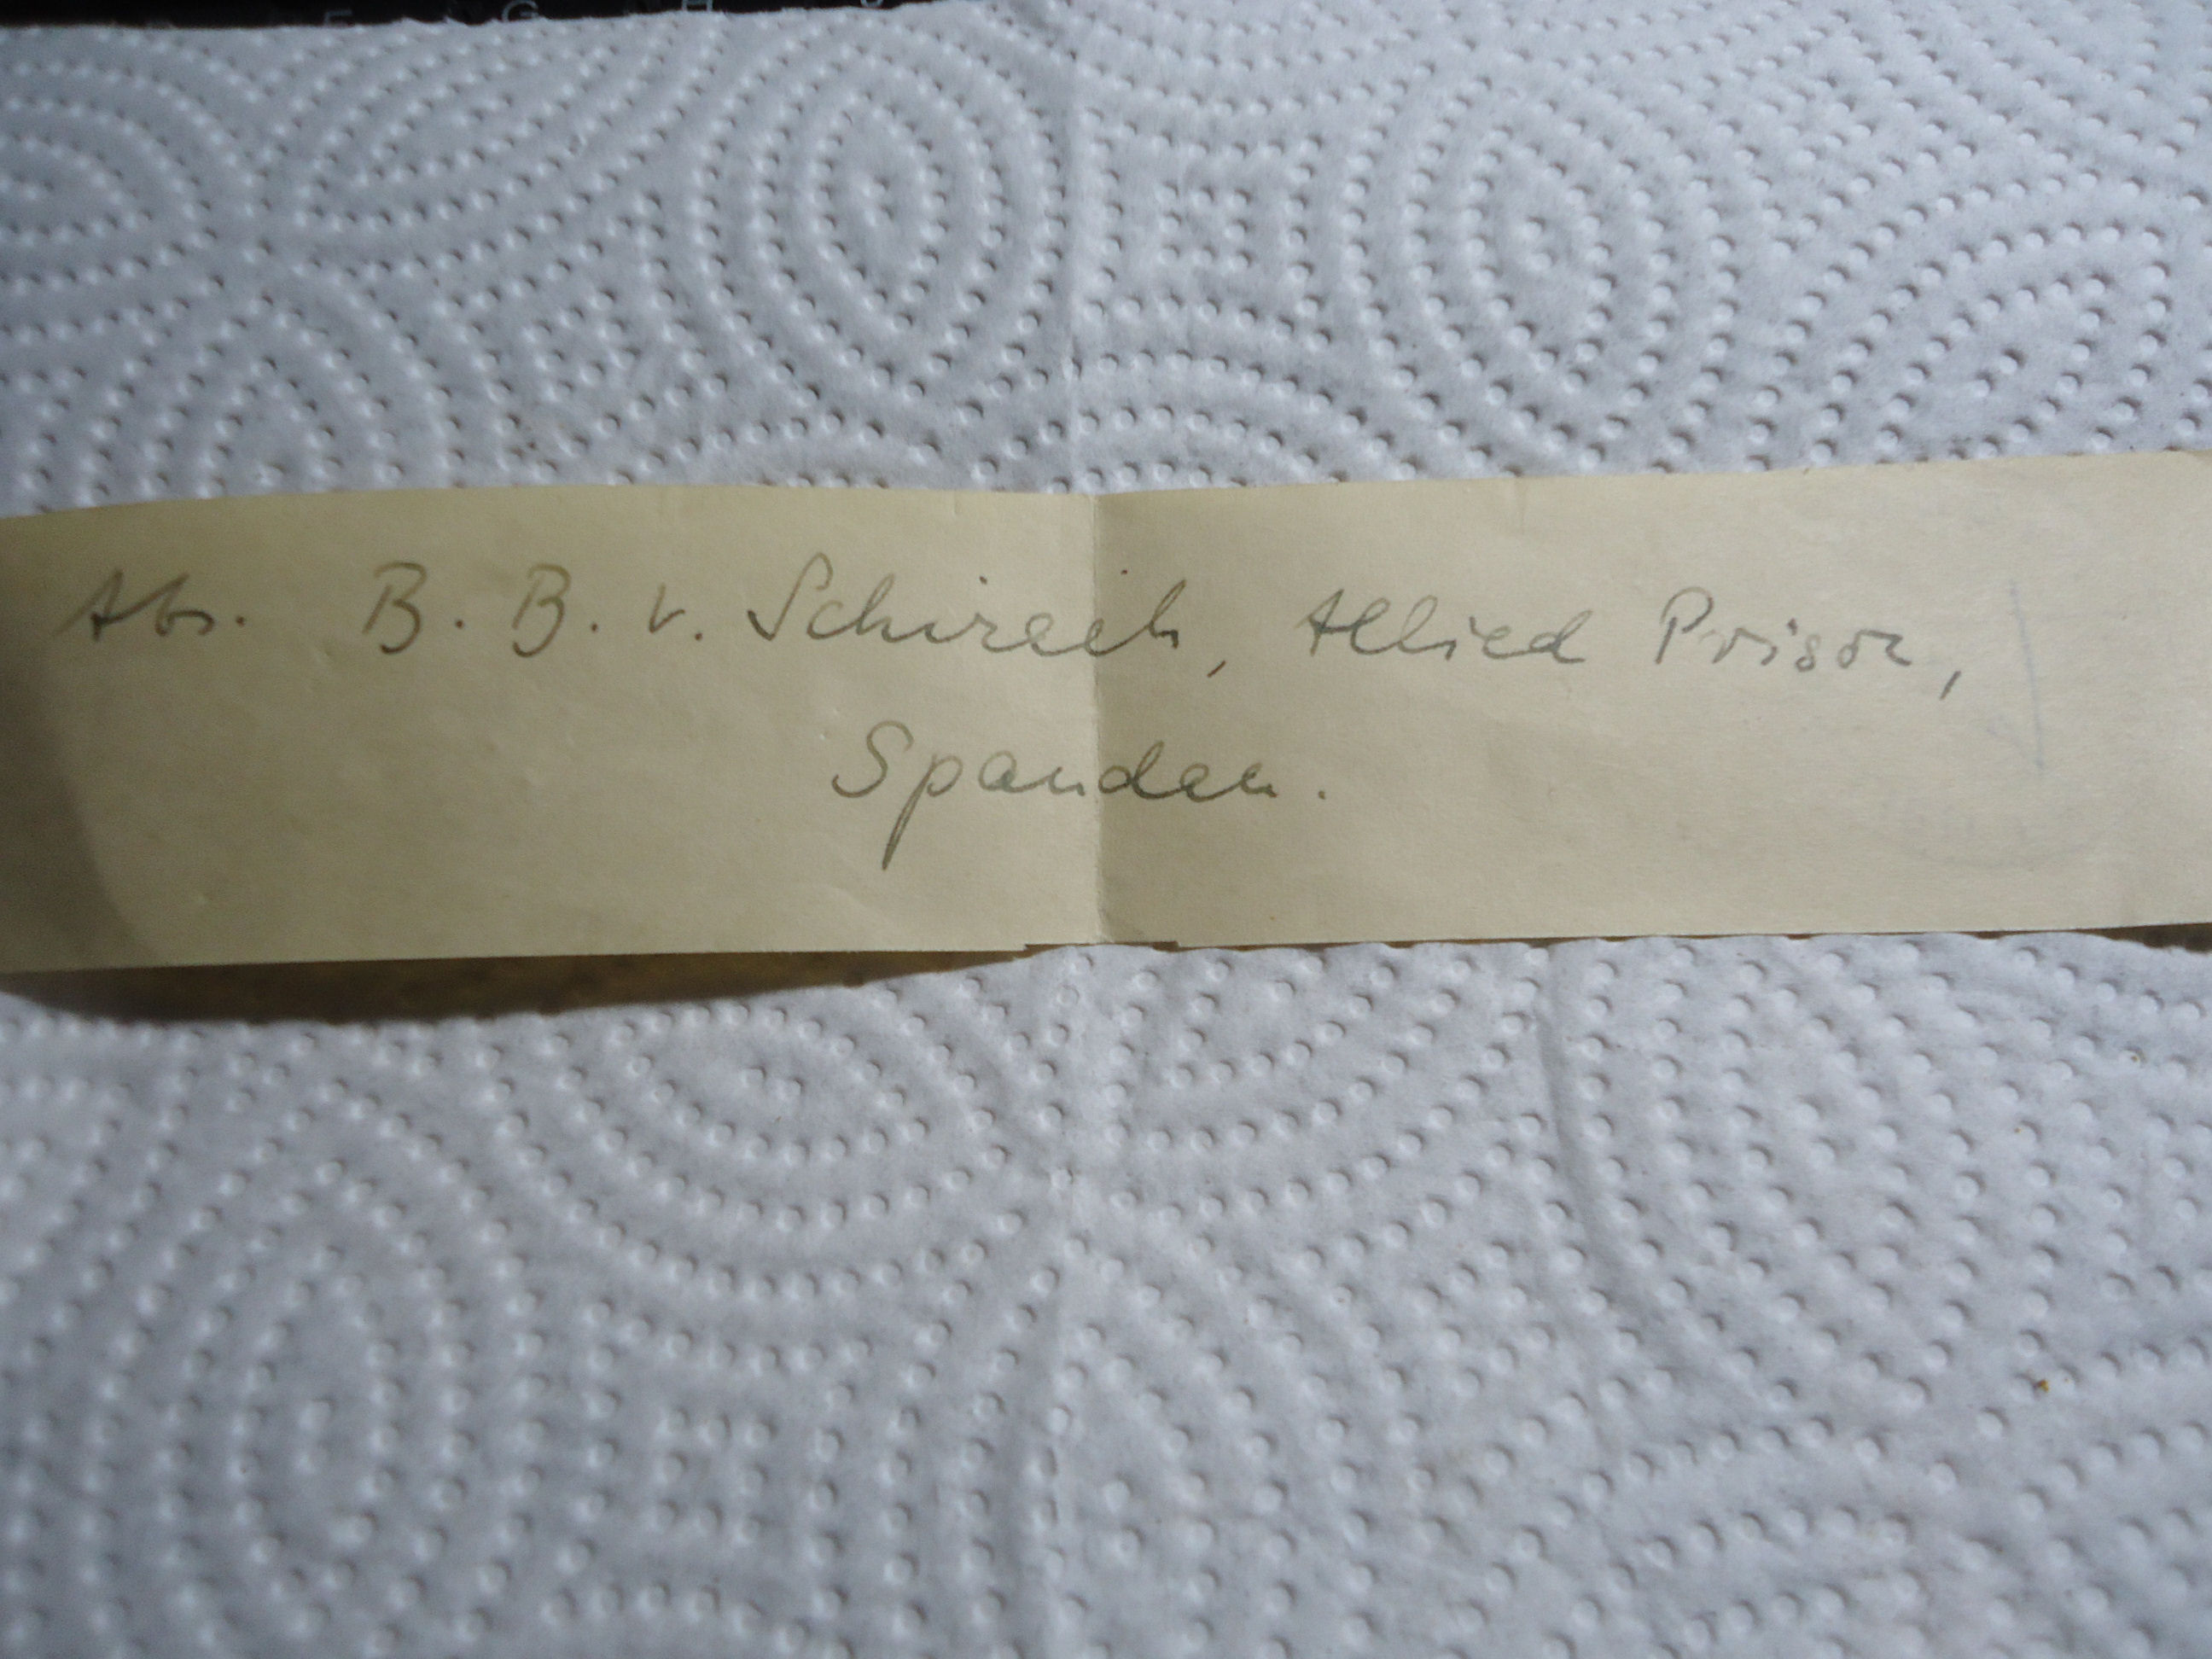 Abs. B. B. v. Schirach, Allied Prison,
Spandau.